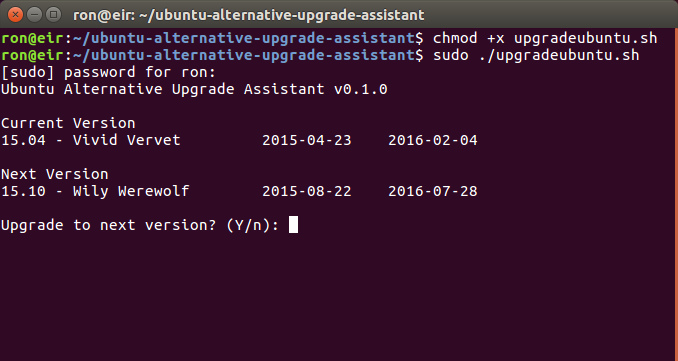 ron@eir: ~/ubuntu-alternative-upgrade-assistant
ron@eir:~/ubuntu-alternative-upgrade-assistant$ chmod +x upgradeubuntu.sh
ron@eir:~/ubuntu-alternative-upgrade-assistant$ sudo ./upgradeubuntu.sh
[sudo] password for ron:
Ubuntu Alternative Upgrade Assistant v0.1.0
Current Version
15.04 - Vivid Vervet 2015-04-23 2016-02-04
Next Version
15.10 - Wily Werewolf 2015-08-22 2016-07-28
Upgrade to next version? (Y/n):